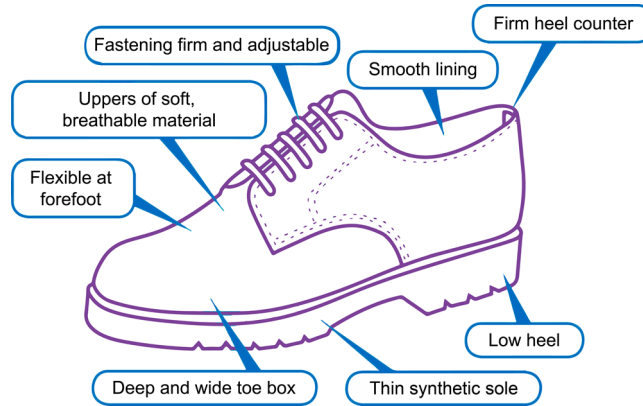 Firm heel counter
Fastening firm and adjustable
Smooth lining
Uppers of soft,
breathable material
Flexible at
forefoot
Low heel
Deep and wide toe box
Thin synthetic sole